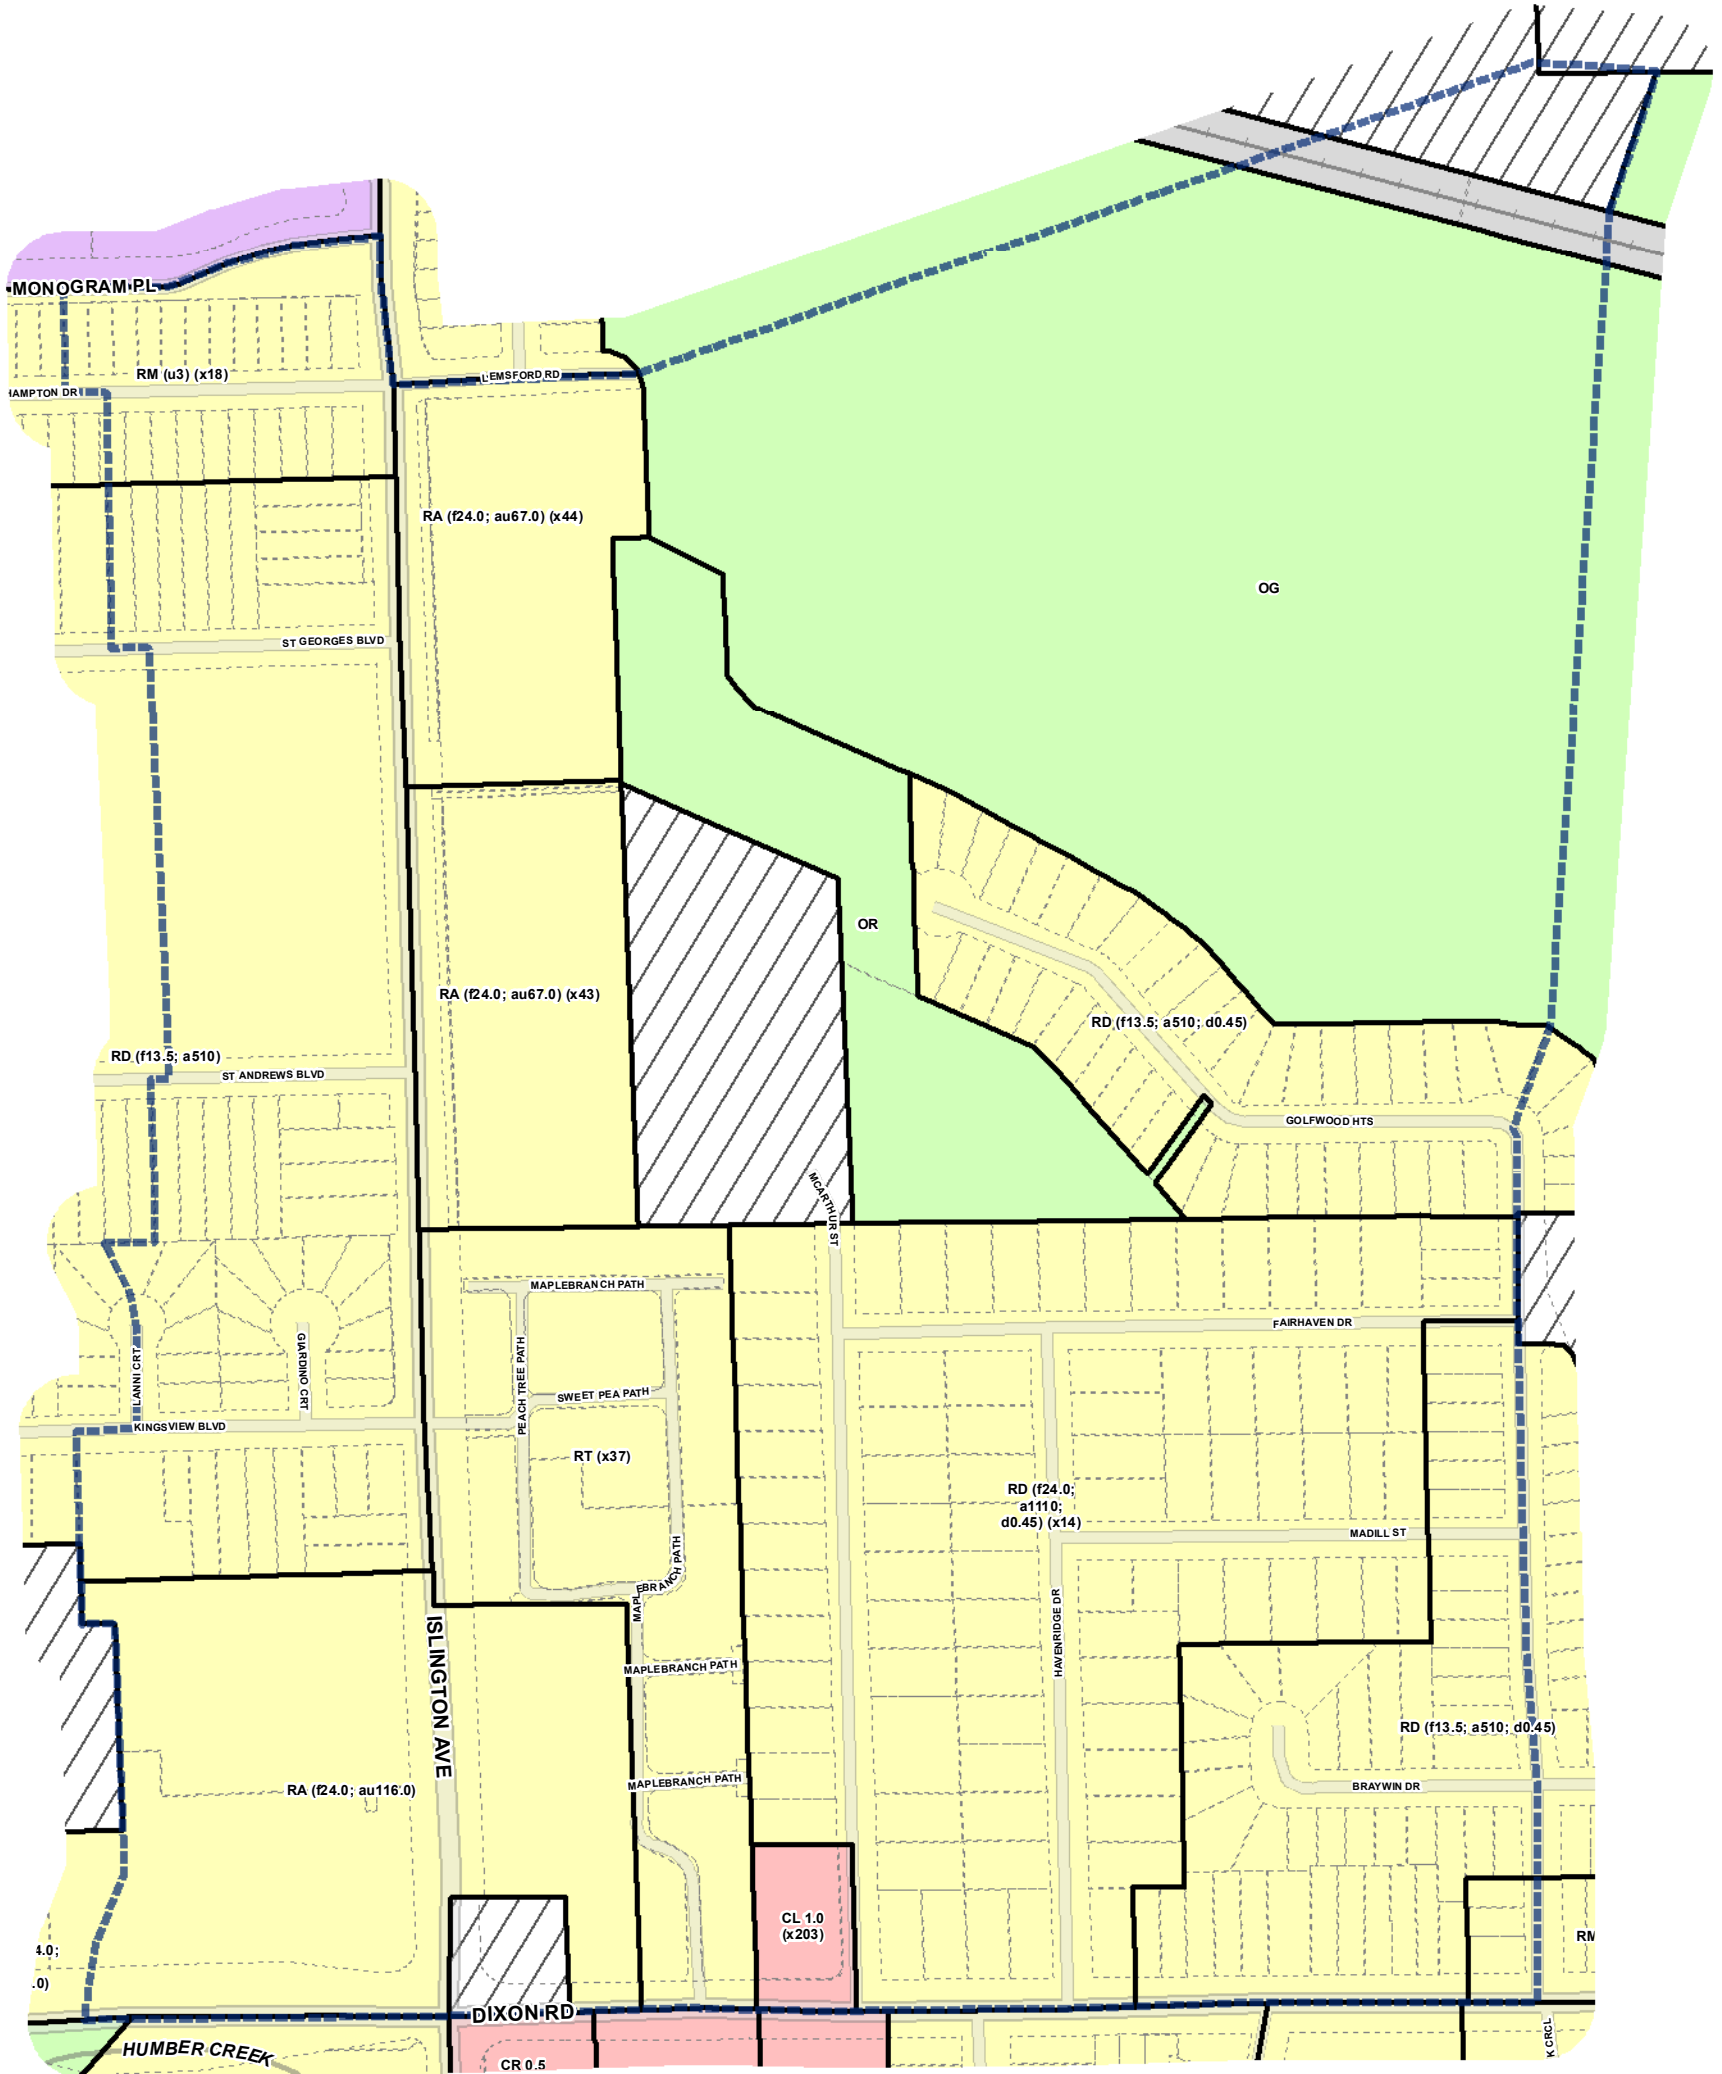 MONOGRAM PL
RM (u3) (x18)
HAMPTON DR
LEMSFORD RD
RA (f24.0; au67.0) (x44)
OG
ST GEORGES BLVD
OR
RA (f24.0; au67.0) (x43)
RD (f13.5; a510; d0.45)
RD (f13.5; a510)
ST ANDREWS BLVD
GOLFWOOD HTS
MCARTHUR ST
MAPLEBRANCH PATH
FAIRHAVEN DR
LANNI CRT
GIARDINO CRT
PEACH TREE PATH
SWEET PEA PATH
KINGSVIEW BLVD
RT (x37)
RD (f24.0;
a1110;
d0.45) (x14)
MADILL ST
MAPLEBRANCH PATH
HAVENRIDGE DR
ISLINGTON AVE
MAPLEBRANCH PATH
RD (f13.5; a510; d0.45)
MAPLEBRANCH PATH
BRAYWIN DR
RA (f24.0; au116.0)
CL 1.0
(x203)
4.0;
.0)
RM
DIXON RD
HUMBER CREEK
CR 0.5
K CRCL